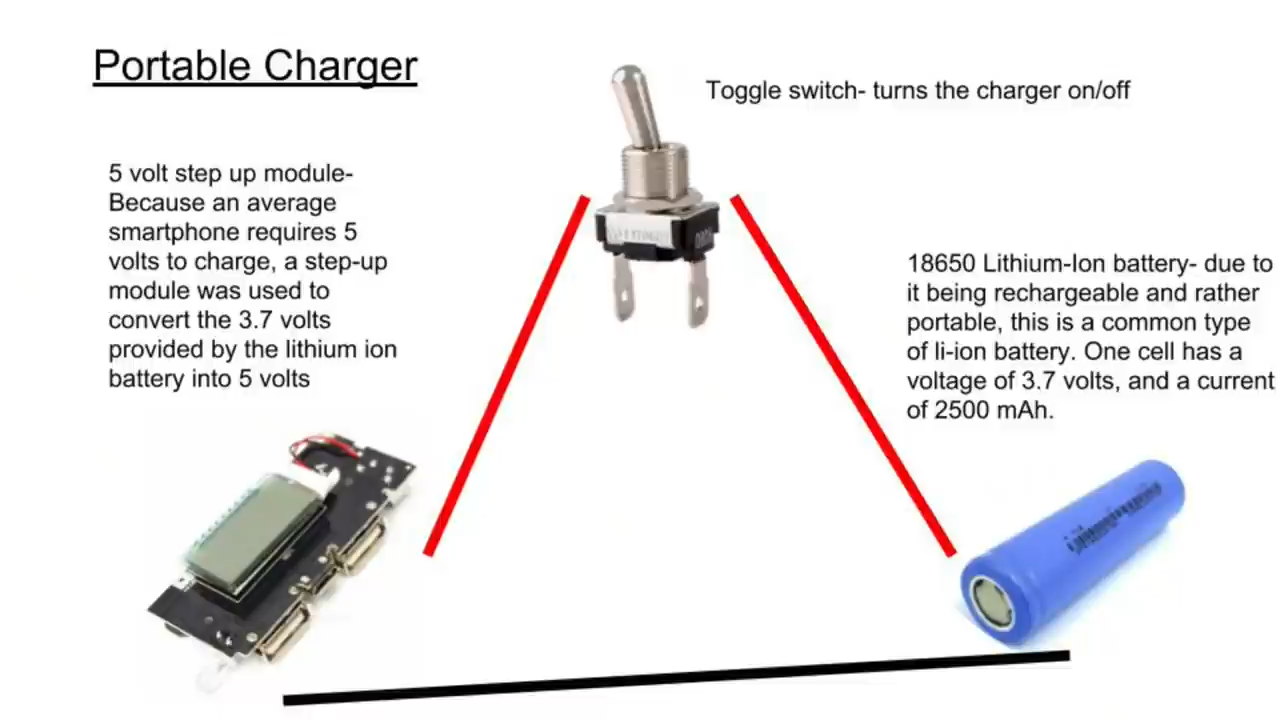 Portable Charger
Toggle switch- turns the charger on/off
5 volt step up module-
Because an average
smartphone requires 5
volts to charge, a step-up
module was used to
convert the 3.7 volts
provided by the lithium ion
battery into 5 volts
18650 Lithium-Ion battery- due to
it being rechargeable and rather
portable, this is a common type
of li-ion battery. One cell has a
voltage of 3.7 volts, and a current
of 2500 mAh.